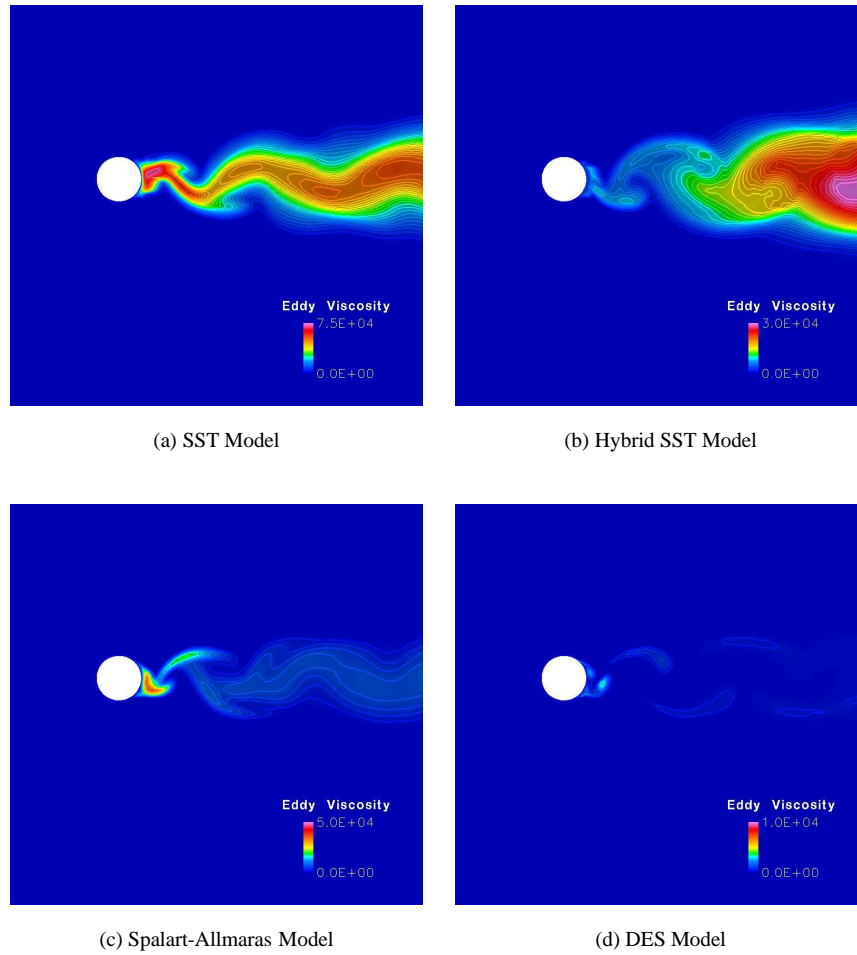 Eddy Viscosity
7.5E+04
0.0E+00
(a) SST Model
Eddy Viscosity
3.0E+04
0.0E+00
(b) Hybrid SST Model
Eddy Viscosity
5.0E+04
0.0E+00
(c) Spalart-Allmaras Model
Eddy Viscosity
1.0E+04
0.0E+00
(d) DES Model